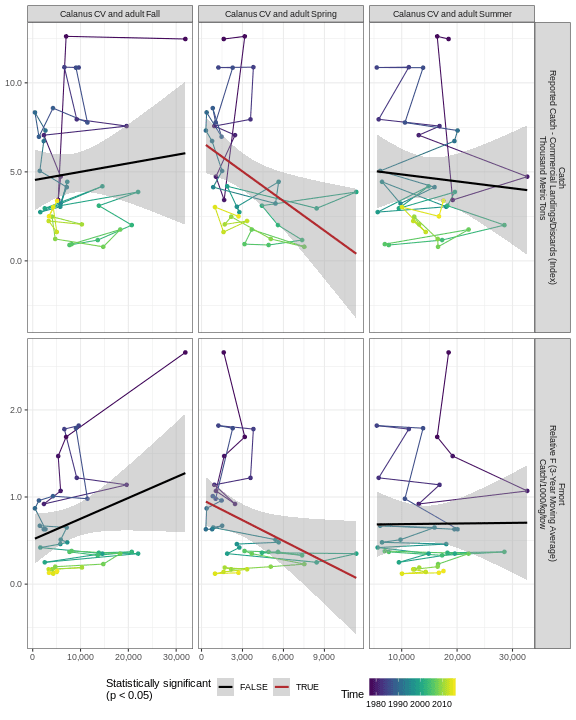 Calanus CV and adult Fall
Calanus CV and adult Spring
Calanus CV and adult Summer
10.0
5.0
0.0
Catch
Reported Catch - Commercial Landings/Discards (Index)
Thousand Metric Tons
2.0
1.0
0.0
Fmort
Relative F (3-Year Moving Average)
Catch/1000/kg/tow
0 10,000 20,000 30,000
0 3,000 6,000 9,000
10,000 20,000 30,000
Statistically significant
(p < 0.05)
FALSE
TRUE
Time
1980 1990 2000 2010